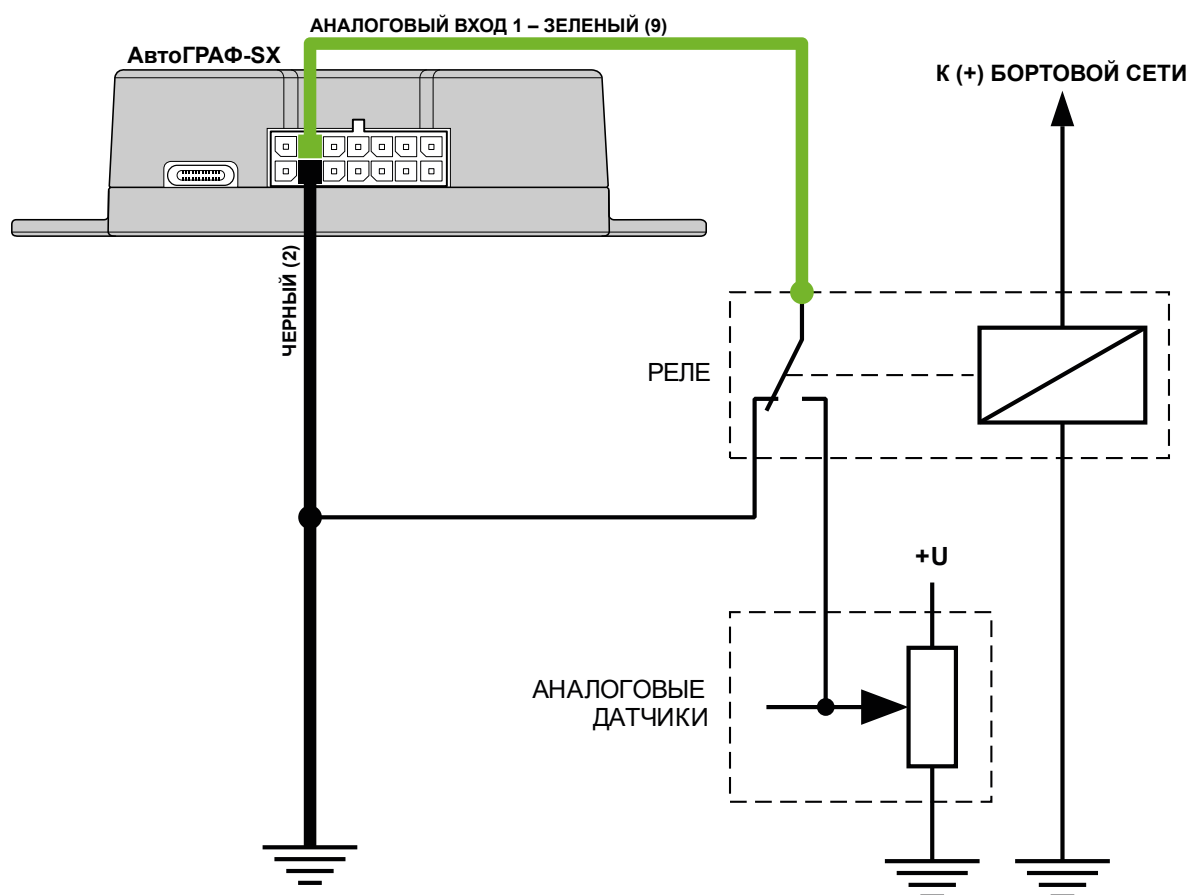 АНАЛОГОВЫЙ ВХОД 1 – ЗЕЛЕНЫЙ (9)
АвтоГРАФ-SX
К (+) БОРТОВОЙ СЕТИ
ЧЕРНЫЙ (2)
РЕЛЕ
+U
АНАЛОГОВЫЕ
ДАТЧИКИ